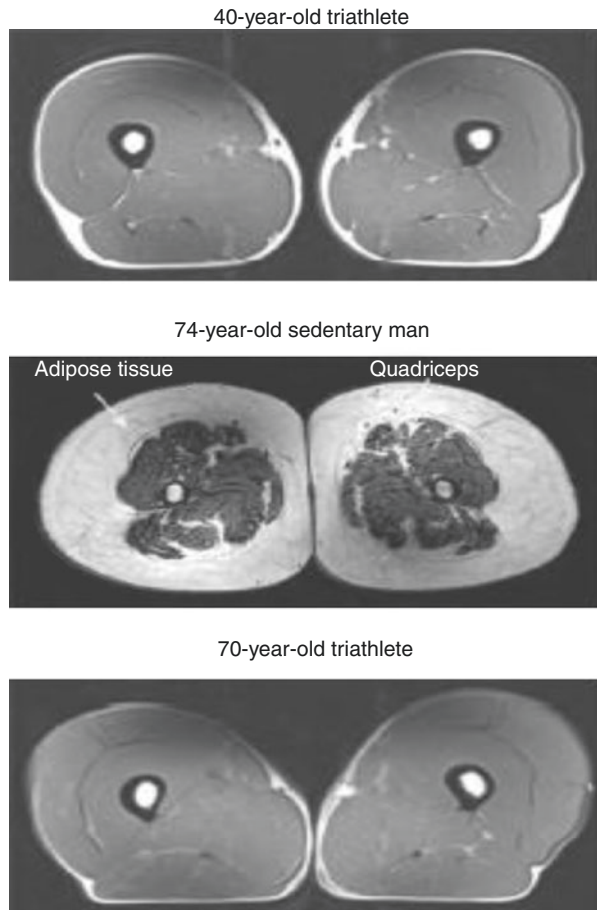 40-year-old triathlete
74-year-old sedentary man
Adipose tissue
Quadriceps
70-year-old triathlete